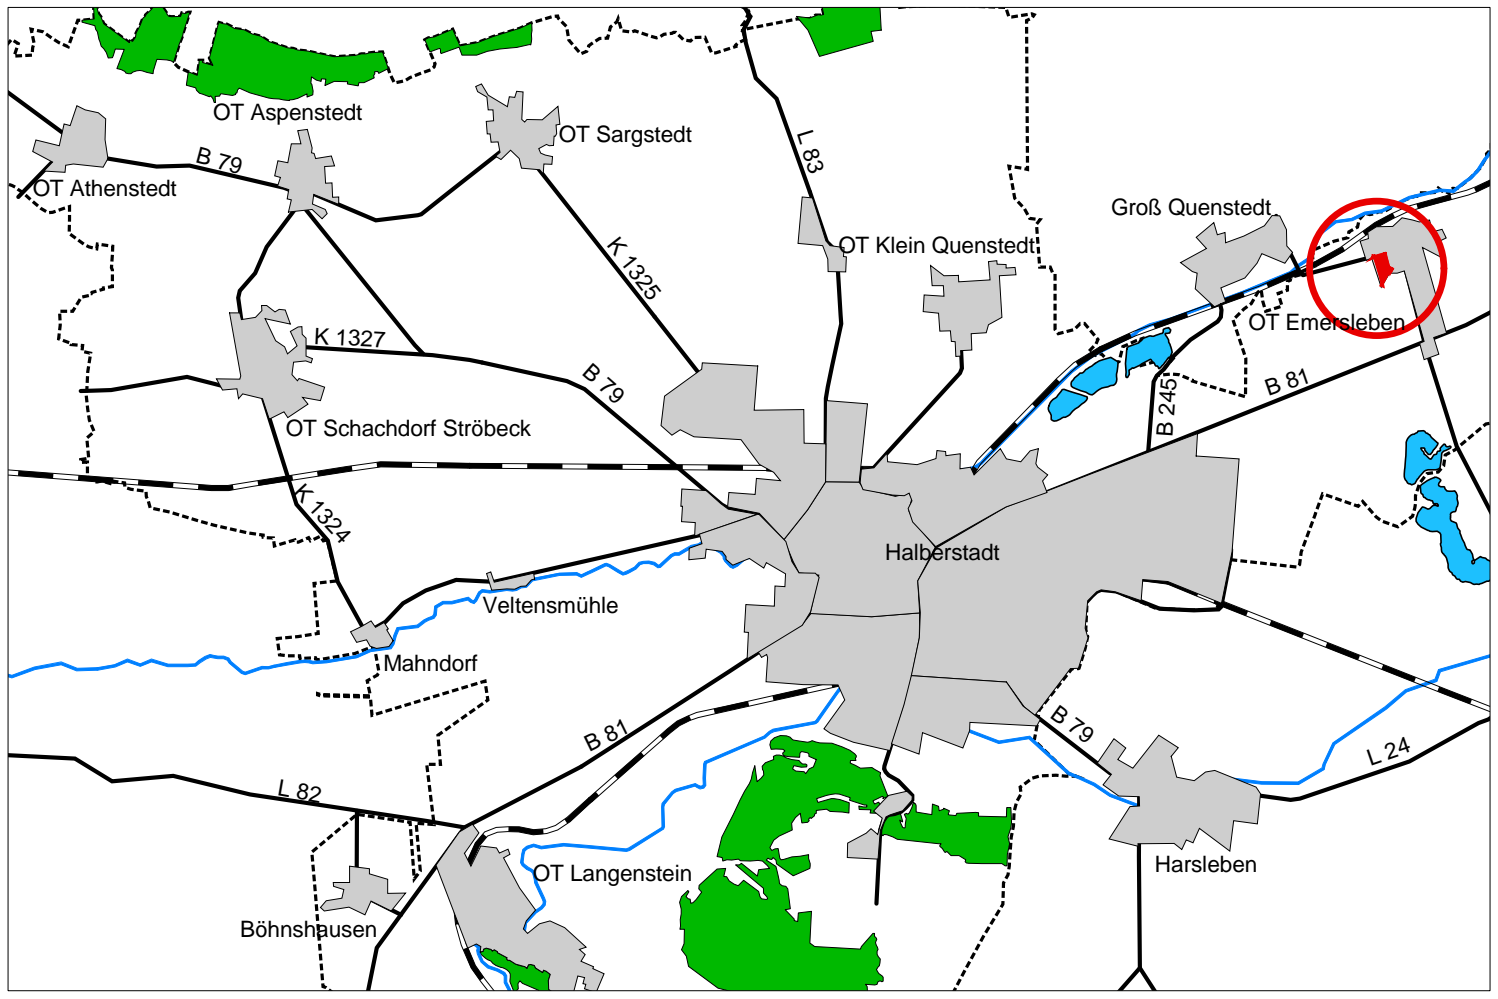 OT Aspenstedt
OT Sargstedt
L 83
B 79
OT Athenstedt
Groß Quenstedt
OT Klein Quenstedt
K 1325
OT Emersleben
K 1327
B 79
B 81
B 245
OT Schachdorf Ströbeck
K 1324
Halberstadt
Veltensmühle
Mahndorf
B 81
B 79
L 24
L 82
OT Langenstein
Harsleben
Böhnshausen